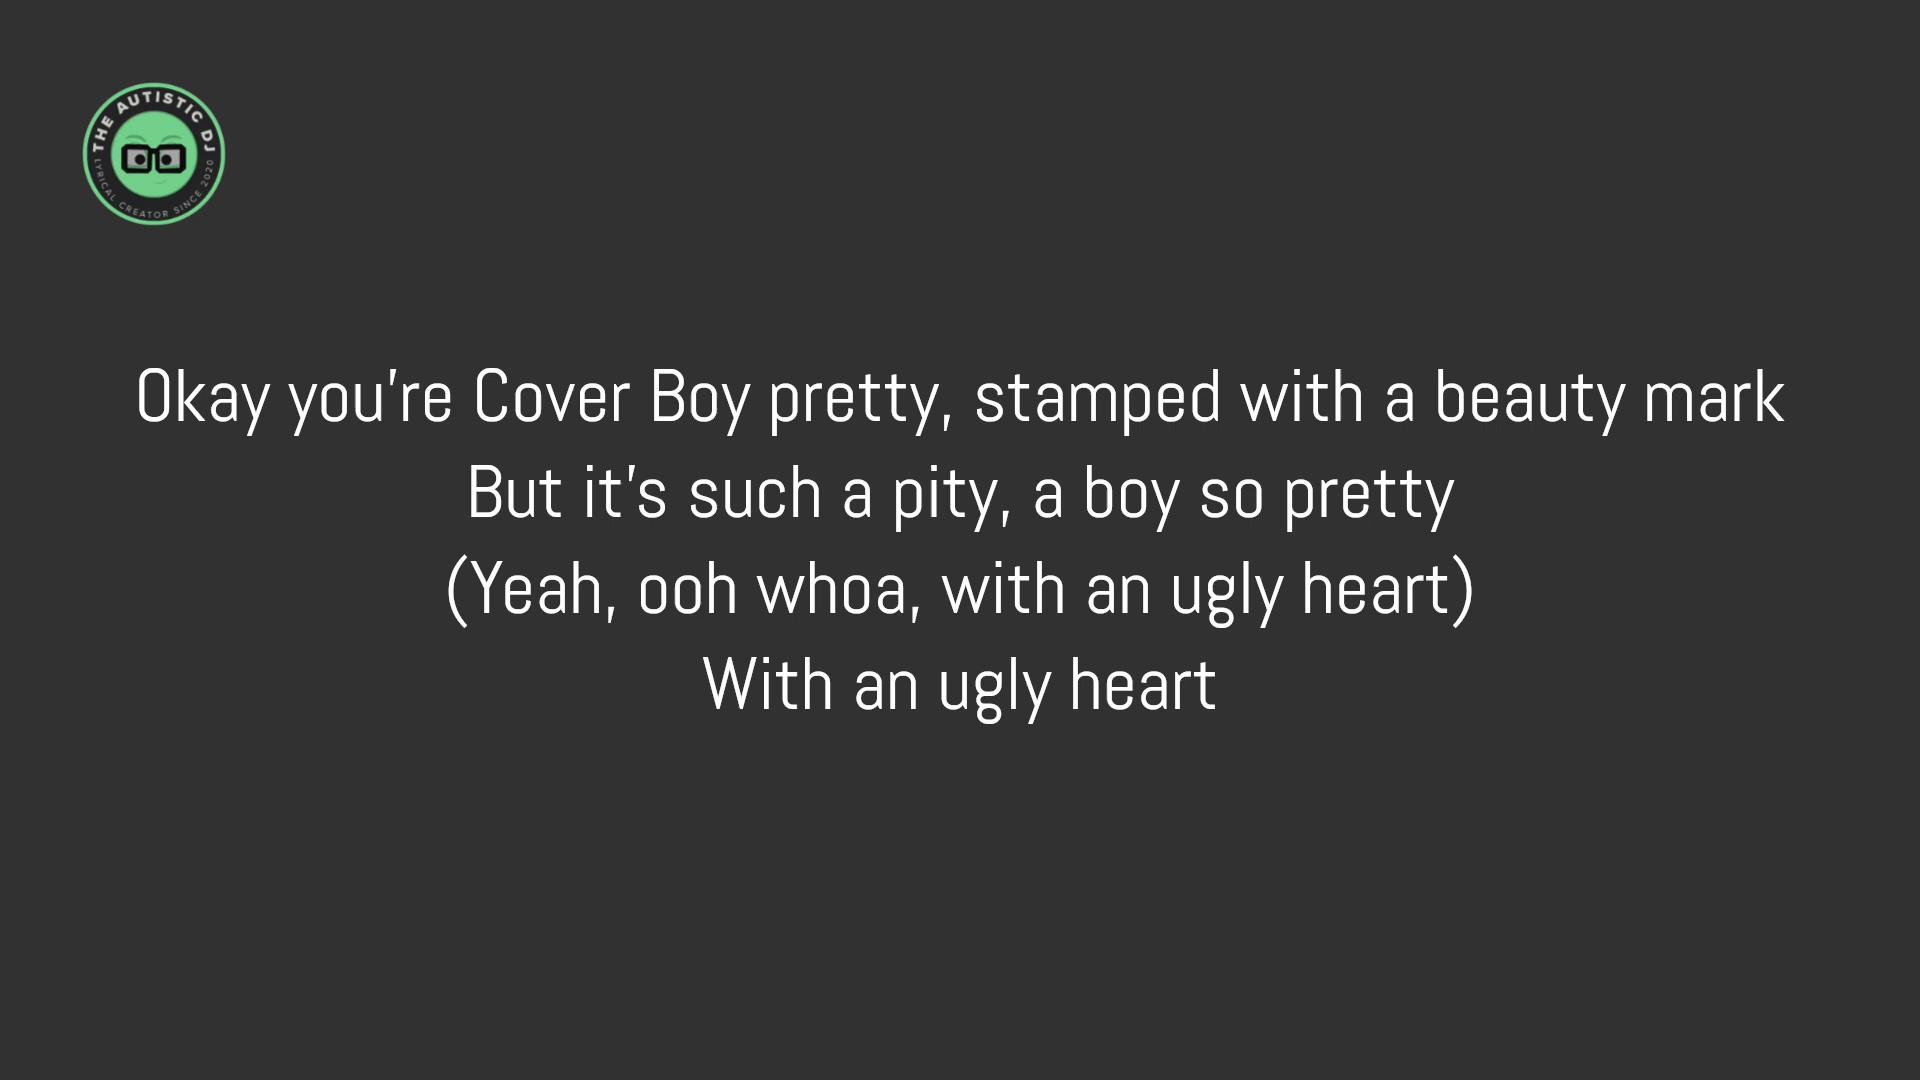 THE AUTISTIC DJ
LYRICAL CREATOR SINCE 2020
Okay you're Cover Boy pretty, stamped with a beauty mark
But it's such a pity, a boy so pretty
(Yeah, ooh whoa, with an ugly heart)
With an ugly heart